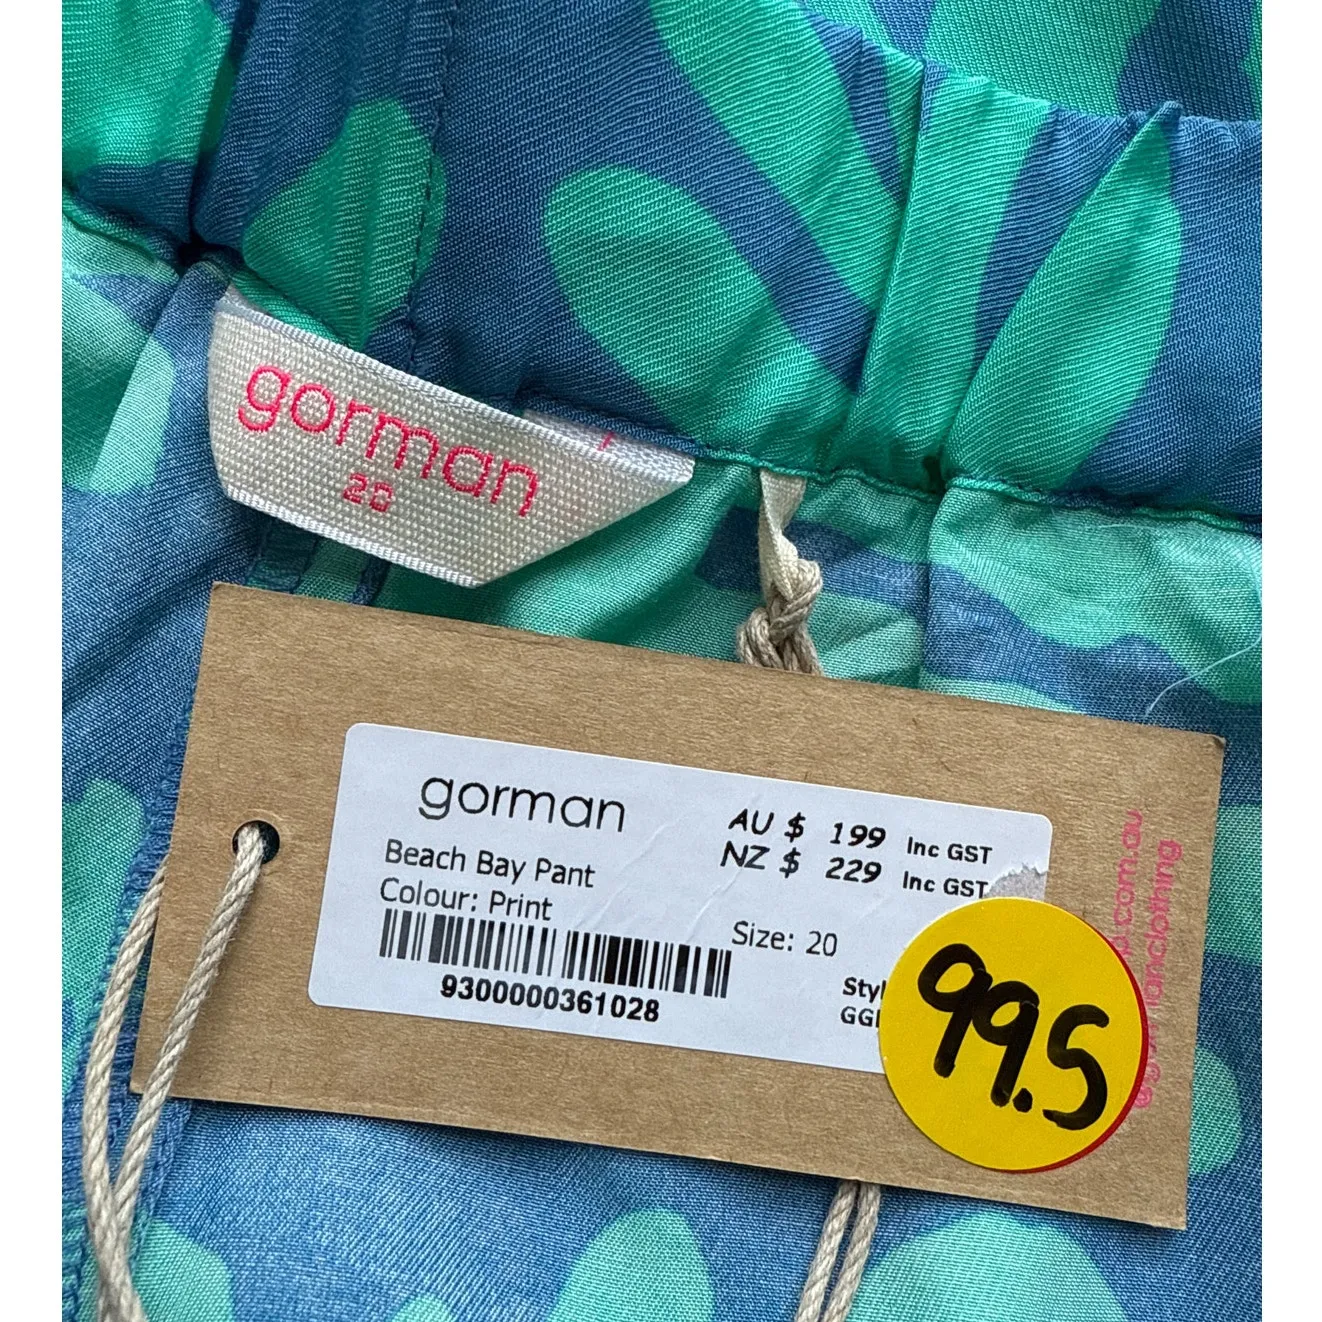 gorman
20
gorman
AU $ 199 Inc GST
NZ $ 229 Inc GST
Beach Bay Pant
Colour: Print
Size: 20
9300000361028
99.5